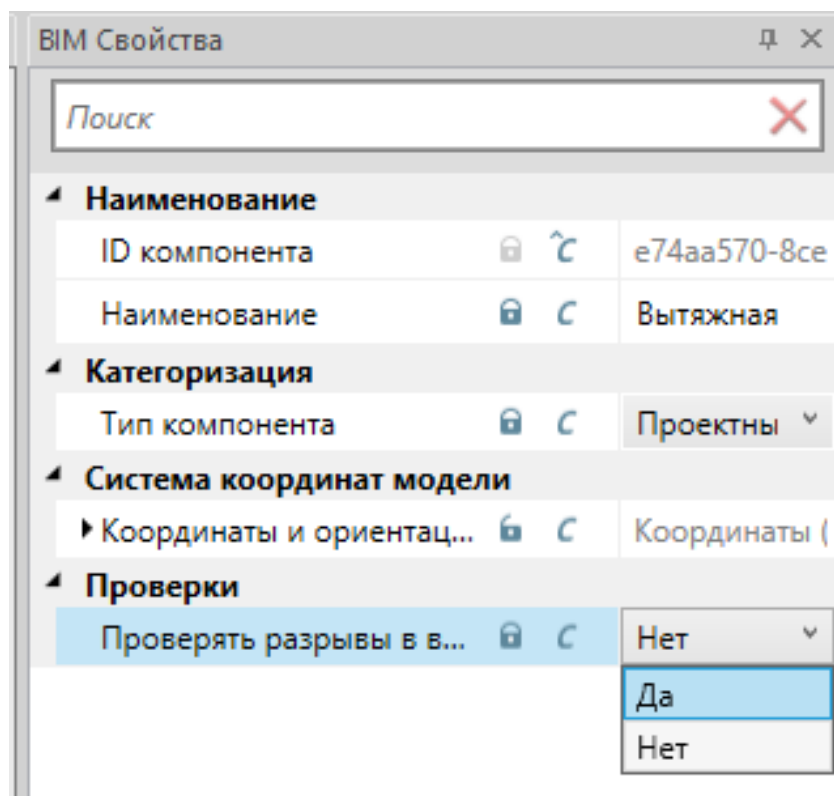 BIM Свойства
Поиск
Наименование
ID компонента C e74aa570-8ce
Наименование C Вытяжная
Категоризация
Тип компонента C Проектны
Система координат модели
Координаты и ориентац... C Координаты (
Проверки
Проверять разрывы в в... C Нет
Да
Нет